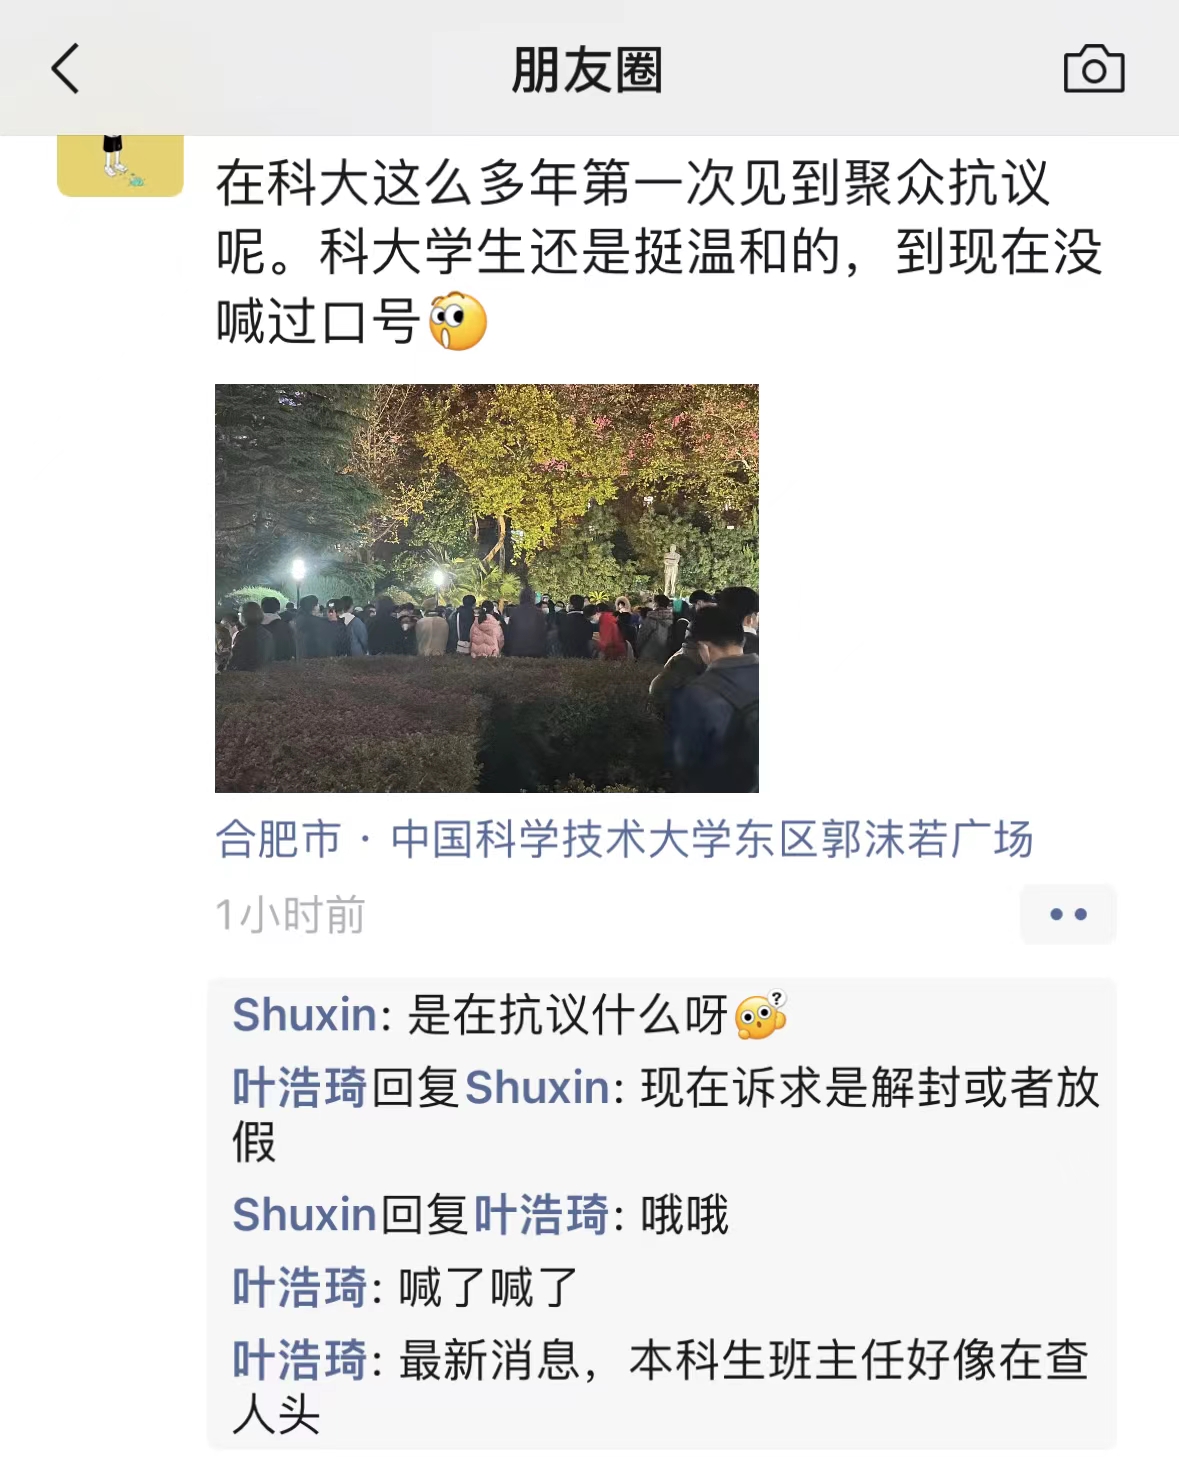 朋友圈
在科大这么多年第一次见到聚众抗议
呢。科大学生还是挺温和的，到现在没
喊过口号
合肥市 · 中国科学技术大学东区郭沫若广场
1小时前
Shuxin: 是在抗议什么呀
叶浩琦回复Shuxin: 现在诉求是解封或者放
假
Shuxin回复叶浩琦: 哦哦
叶浩琦: 喊了喊了
叶浩琦: 最新消息，本科生班主任好像在查
人头